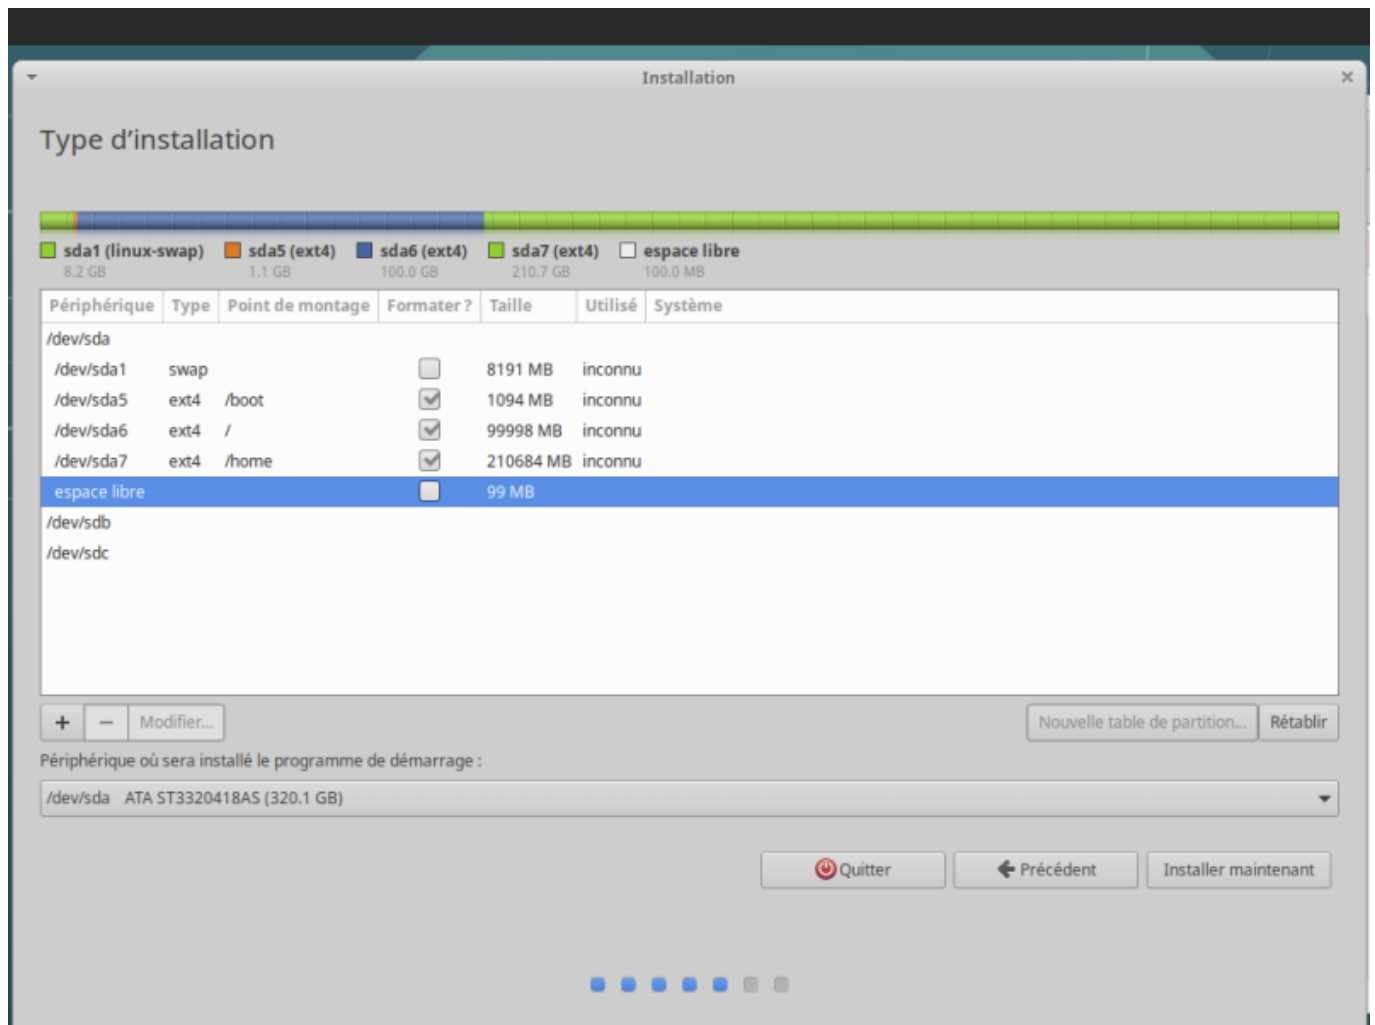 Installation
Type d'installation
sda1 (linux-swap) sda5 (ext4) sda6 (ext4) sda7 (ext4) espace libre
8.2 GB 1.1 GB 100.0 GB 210.7 GB 100.0 MB
Périphérique Type Point de montage Formater ? Taille Utilisé Système
/dev/sda
/dev/sda1 swap 8191 MB inconnu
/dev/sda5 ext4 /boot 1094 MB inconnu
/dev/sda6 ext4 / 99998 MB inconnu
/dev/sda7 ext4 /home 210684 MB inconnu
espace libre 99 MB
/dev/sdb
/dev/sdc
+ − Modifier... Nouvelle table de partition... Rétablir
Périphérique où sera installé le programme de démarrage :
/dev/sda ATA ST3320418AS (320.1 GB)
Quitter Précédent Installer maintenant